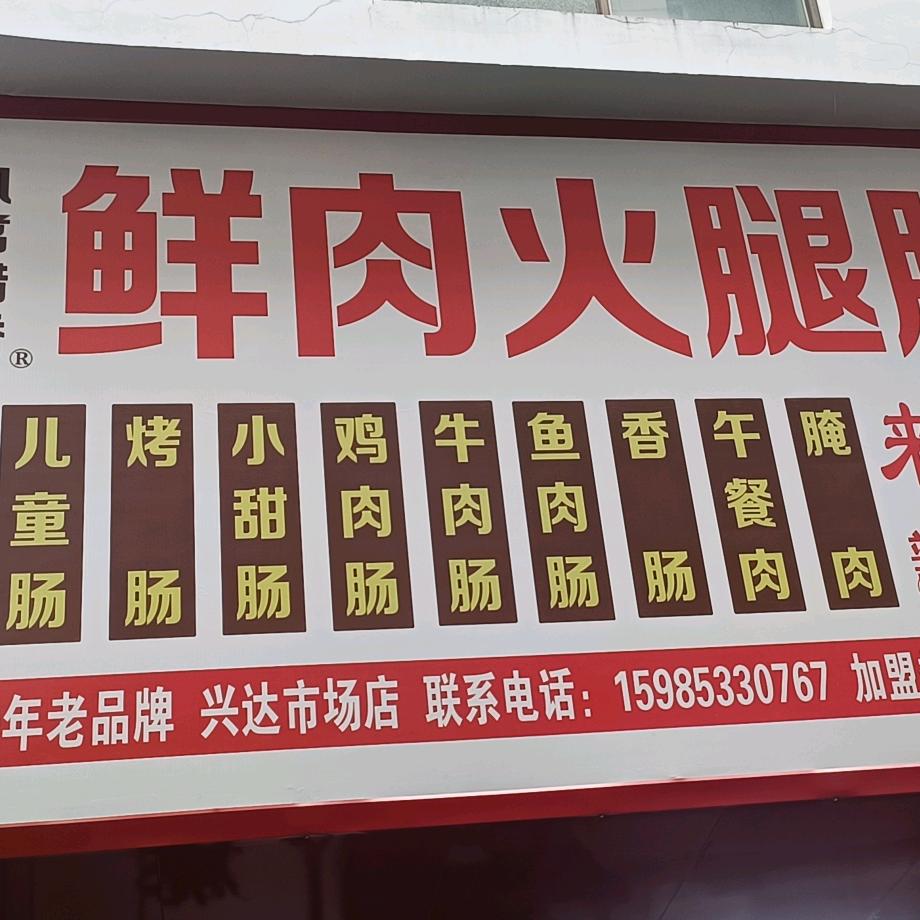 ®
鲜肉火腿肠
儿童肠
烤肠
小甜肠
鸡肉肠
牛肉肠
鱼肉肠
香肠
午餐肉
腌肉
年老品牌 兴达市场店 联系电话：15985330767 加盟